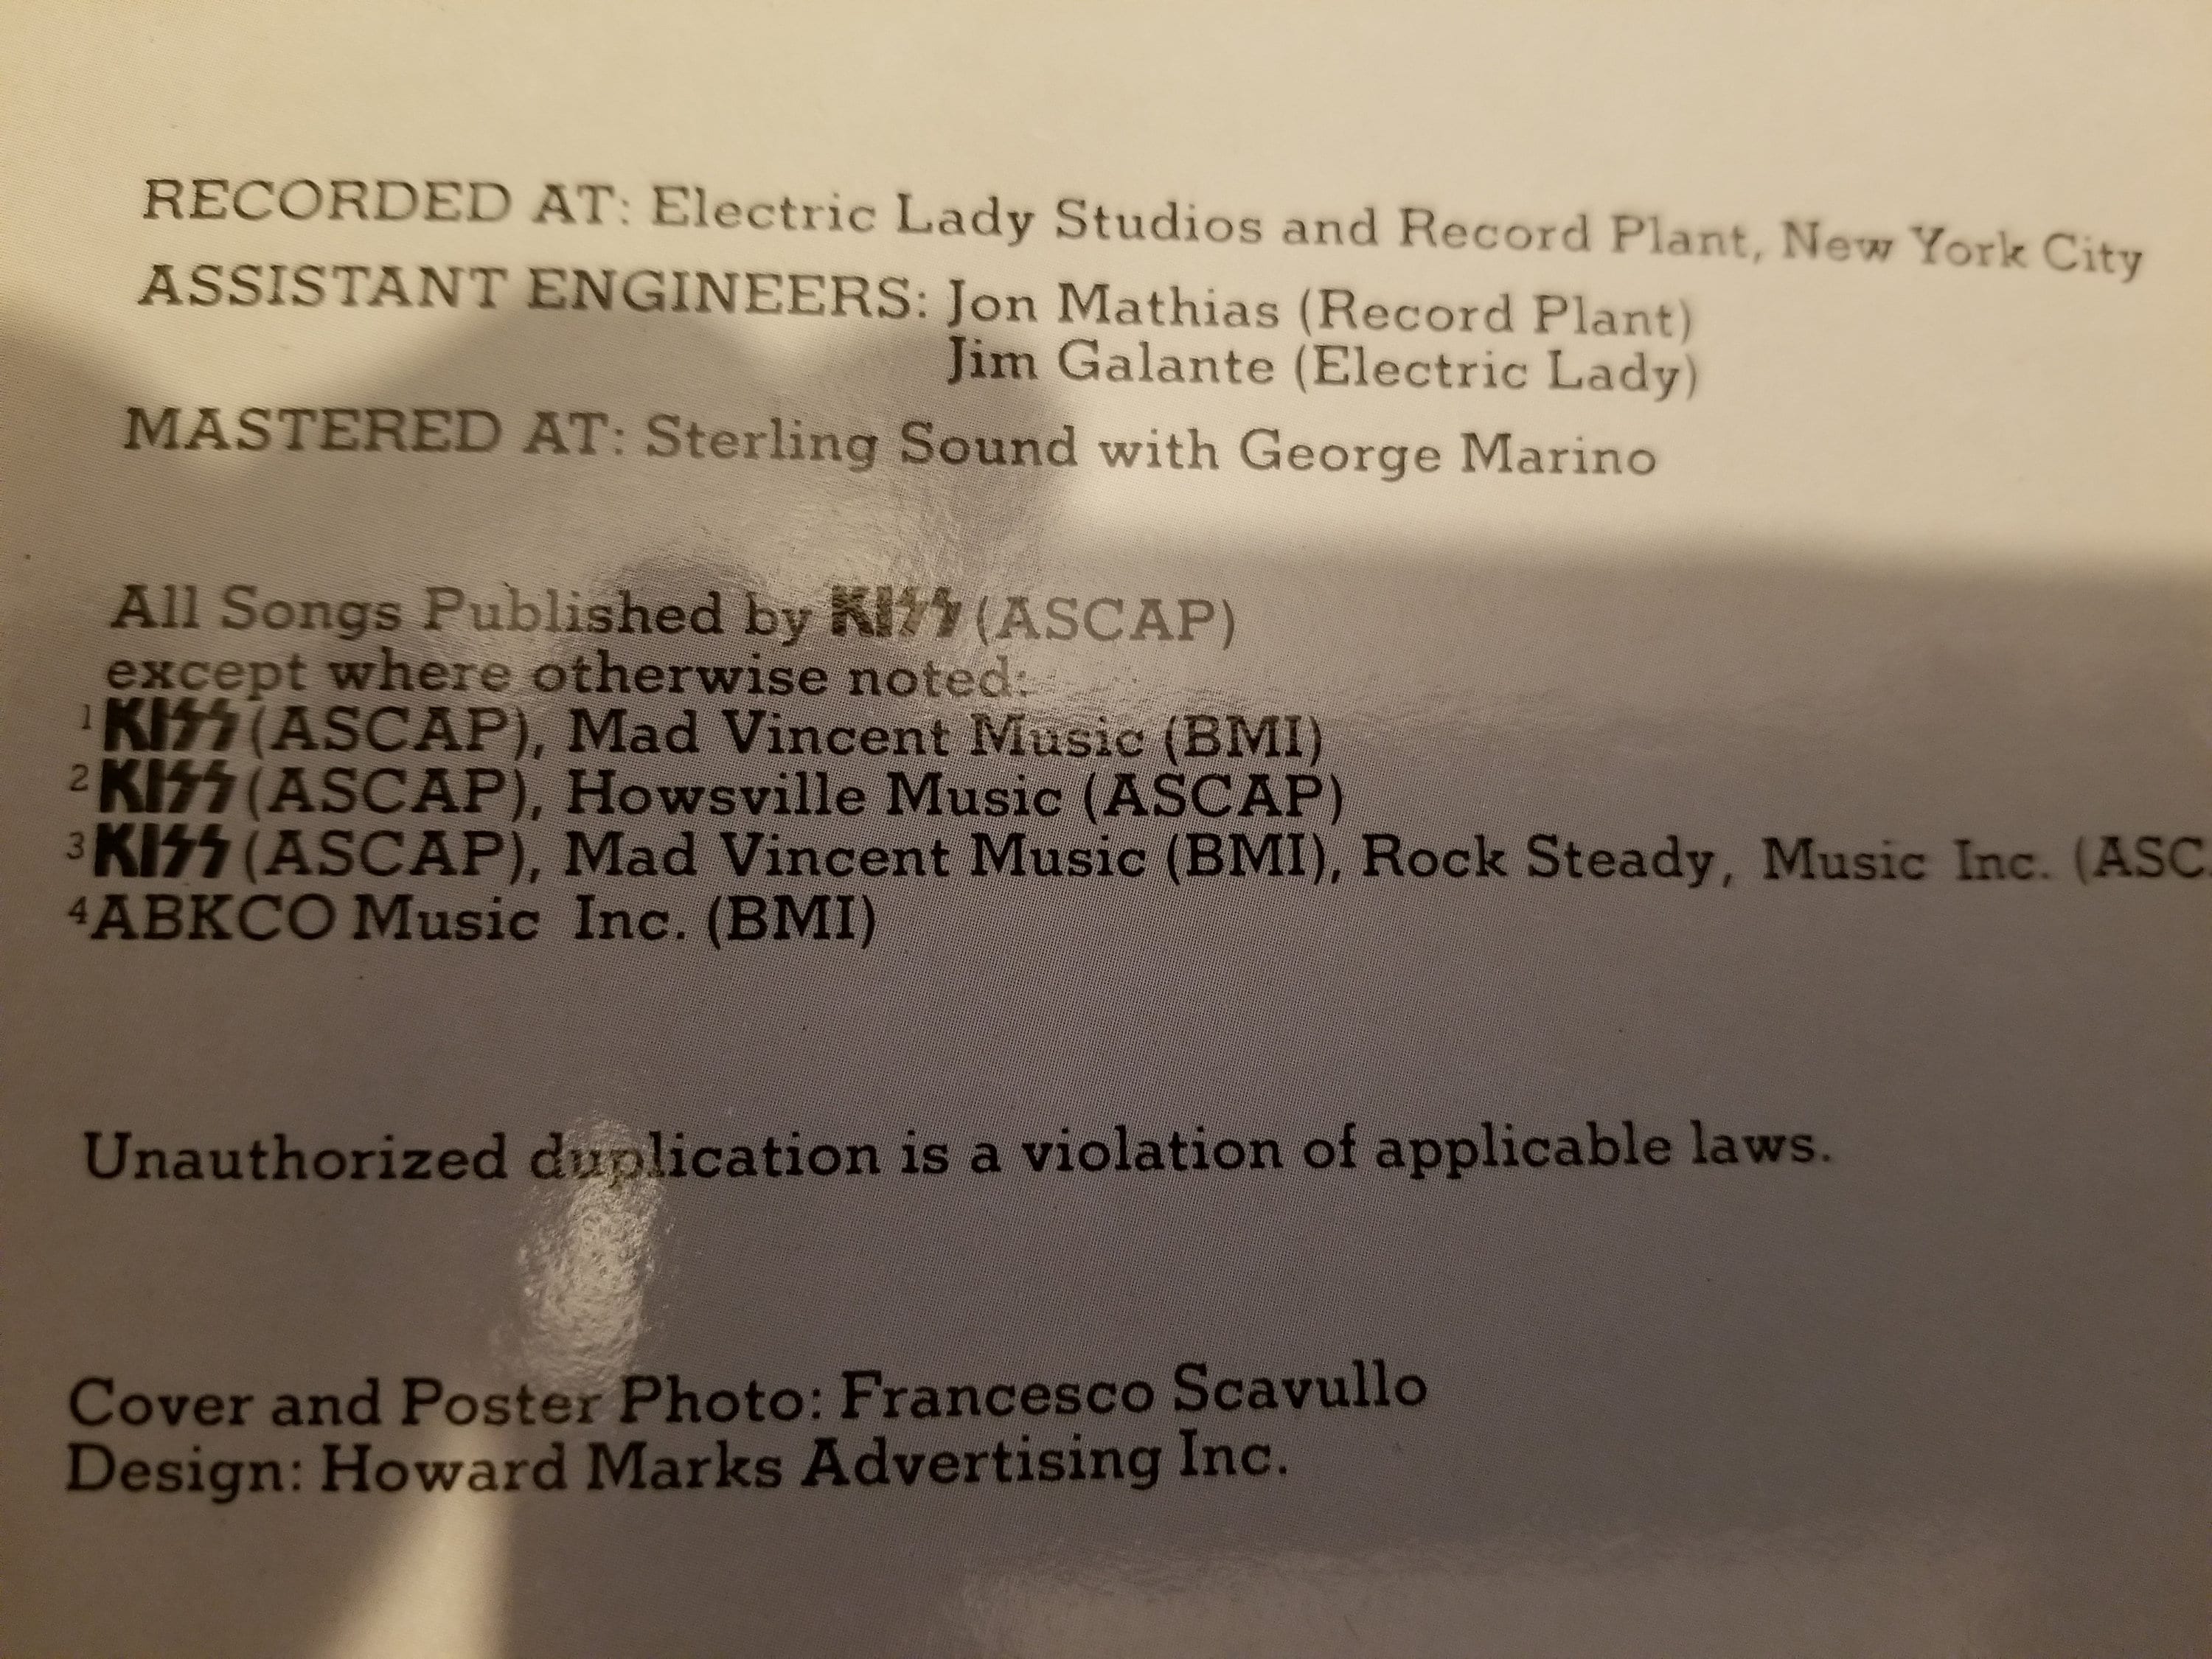 RECORDED AT: Electric Lady Studios and Record Plant, New York City
ASSISTANT ENGINEERS: Jon Mathias (Record Plant)
Jim Galante (Electric Lady)
MASTERED AT: Sterling Sound with George Marino
All Songs Published by KISS (ASCAP)
except where otherwise noted:
¹KISS (ASCAP), Mad Vincent Music (BMI)
²KISS (ASCAP), Howsville Music (ASCAP)
³KISS (ASCAP), Mad Vincent Music (BMI), Rock Steady, Music Inc. (ASC
⁴ABKCO Music Inc. (BMI)
Unauthorized duplication is a violation of applicable laws.
Cover and Poster Photo: Francesco Scavullo
Design: Howard Marks Advertising Inc.